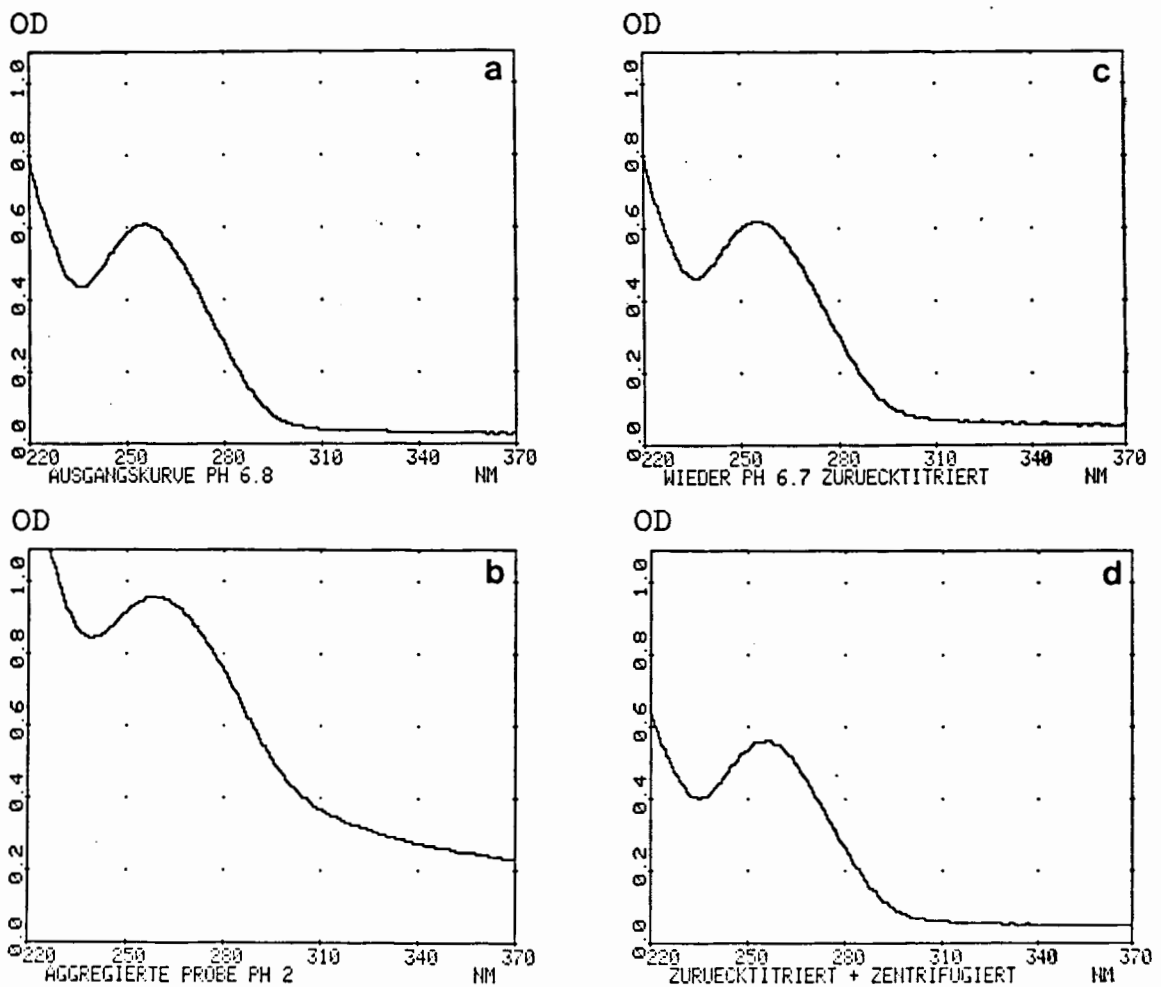 OD
a
1.0
0.8
0.6
0.4
0.2
0.0
220 250 280 310 340 370
AUSGANGSKURVE PH 6.8 NM
OD
c
1.0
0.8
0.6
0.4
0.2
0.0
220 250 280 310 340 370
WIEDER PH 6.7 ZURUECKTITRIERT NM
OD
b
1.0
0.8
0.6
0.4
0.2
0.0
220 250 280 310 340 370
AGGREGIERTE PROBE PH 2 NM
OD
d
1.0
0.8
0.6
0.4
0.2
0.0
220 250 280 310 340 370
ZURUECKTITRIERT + ZENTRIFUGIERT NM